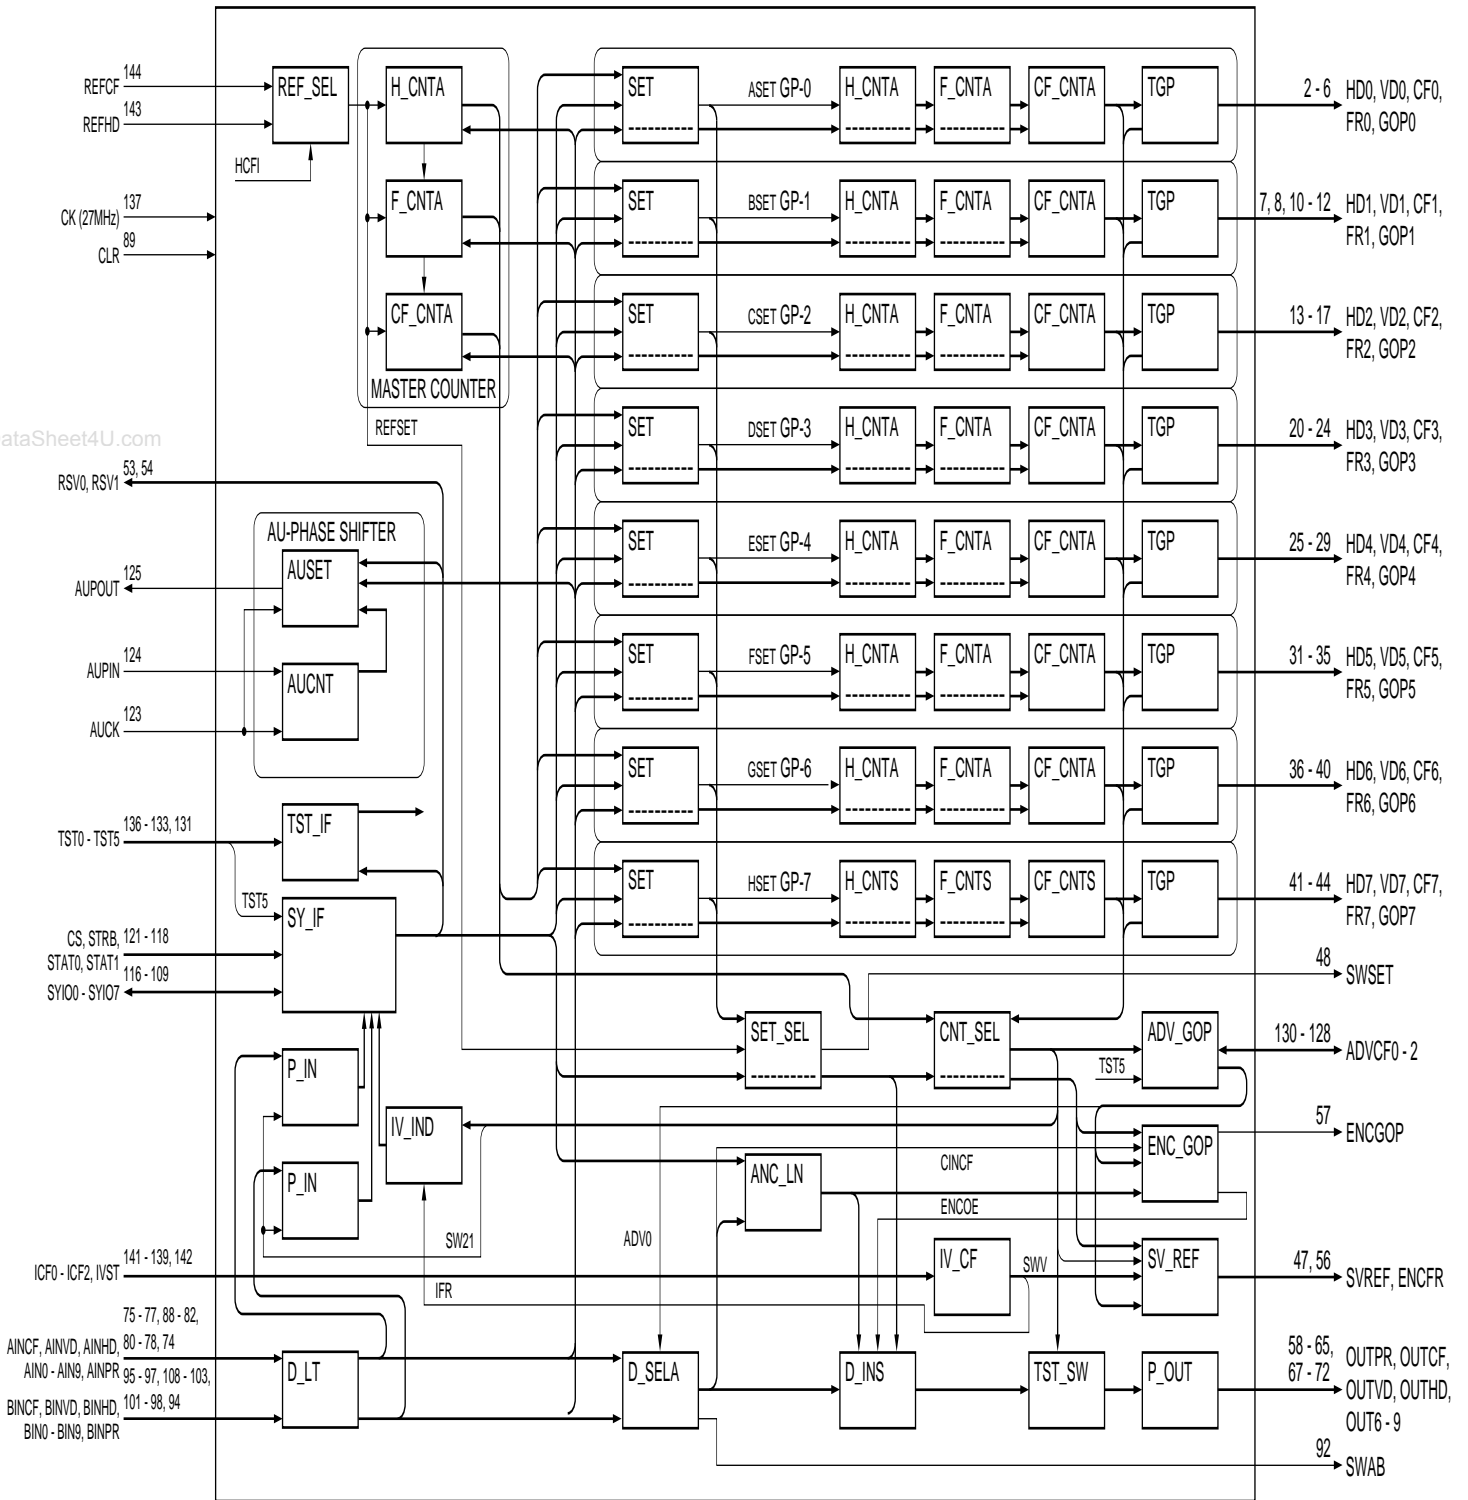 REFCF 144
REFHD 143
HCFI
CK (27MHz) 137
CLR 89
REF_SEL
H_CNTA
F_CNTA
CF_CNTA
MASTER COUNTER
REFSET
SET
ASET GP-0
H_CNTA
F_CNTA
CF_CNTA
TGP
2 - 6 HD0, VD0, CF0,
FR0, GOP0
SET
BSET GP-1
H_CNTA
F_CNTA
CF_CNTA
TGP
7, 8, 10 - 12 HD1, VD1, CF1,
FR1, GOP1
SET
CSET GP-2
H_CNTA
F_CNTA
CF_CNTA
TGP
13 - 17 HD2, VD2, CF2,
FR2, GOP2
SET
DSET GP-3
H_CNTA
F_CNTA
CF_CNTA
TGP
20 - 24 HD3, VD3, CF3,
FR3, GOP3
SET
ESET GP-4
H_CNTA
F_CNTA
CF_CNTA
TGP
25 - 29 HD4, VD4, CF4,
FR4, GOP4
SET
FSET GP-5
H_CNTA
F_CNTA
CF_CNTA
TGP
31 - 35 HD5, VD5, CF5,
FR5, GOP5
SET
GSET GP-6
H_CNTA
F_CNTA
CF_CNTA
TGP
36 - 40 HD6, VD6, CF6,
FR6, GOP6
SET
HSET GP-7
H_CNTS
F_CNTS
CF_CNTS
TGP
41 - 44 HD7, VD7, CF7,
FR7, GOP7
ataSheet4U.com
RSV0, RSV1 53, 54
AU-PHASE SHIFTER
AUSET
AUPOUT 125
AUPIN 124
AUCNT
AUCK 123
TST0 - TST5 136 - 133, 131
TST_IF
TST5
SY_IF
CS, STRB, 121 - 118
STAT0, STAT1
SYIO0 - SYIO7 116 - 109
P_IN
IV_IND
P_IN
SW21
ICF0 - ICF2, IVST 141 - 139, 142
IFR
75 - 77, 88 - 82,
AINCF, AINVD, AINHD, 80 - 78, 74
AIN0 - AIN9, AINPR
95 - 97, 108 - 103,
BINCF, BINVD, BINHD, 101 - 98, 94
BIN0 - BIN9, BINPR
D_LT
48 SWSET
SET_SEL
CNT_SEL
ADV_GOP
TST5
130 - 128 ADVCF0 - 2
57 ENCGOP
ENC_GOP
ANC_LN
CINCF
ENCOE
ADV0
IV_CF
SWV
SV_REF
47, 56 SVREF, ENCFR
D_SELA
D_INS
TST_SW
P_OUT
58 - 65, OUTPR, OUTCF,
67 - 72 OUTVD, OUTHD,
OUT6 - 9
92 SWAB